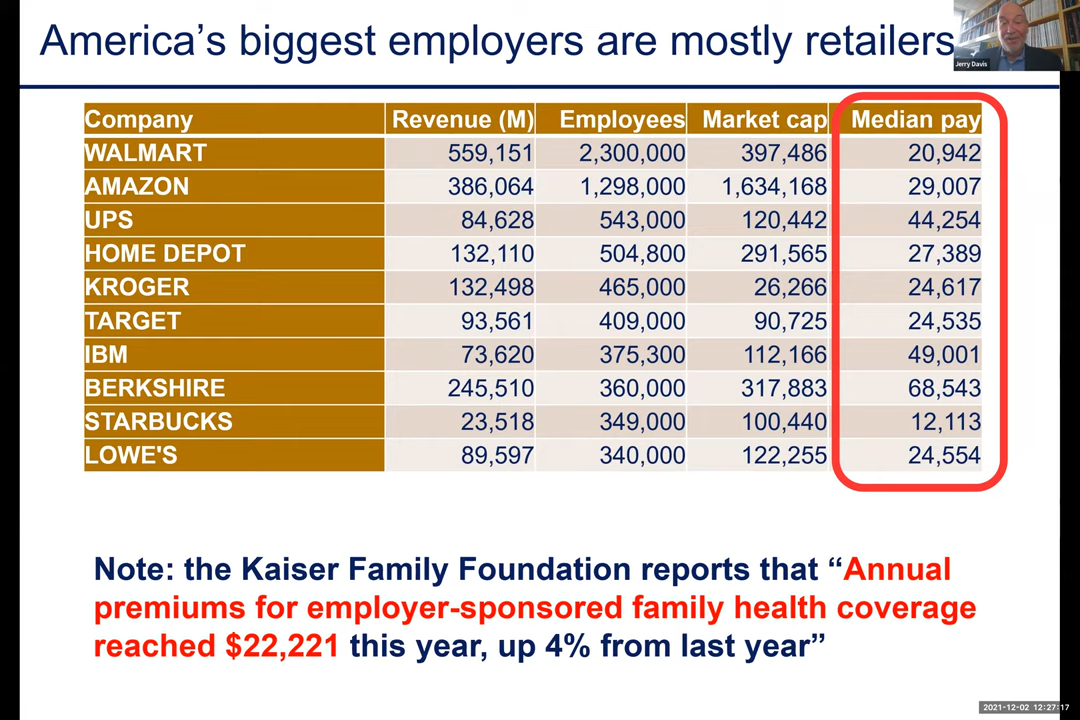 America's biggest employers are mostly retailers
Jerry Davis
Company Revenue (M) Employees Market cap Median pay
WALMART 559,151 2,300,000 397,486 20,942
AMAZON 386,064 1,298,000 1,634,168 29,007
UPS 84,628 543,000 120,442 44,254
HOME DEPOT 132,110 504,800 291,565 27,389
KROGER 132,498 465,000 26,266 24,617
TARGET 93,561 409,000 90,725 24,535
IBM 73,620 375,300 112,166 49,001
BERKSHIRE 245,510 360,000 317,883 68,543
STARBUCKS 23,518 349,000 100,440 12,113
LOWE'S 89,597 340,000 122,255 24,554
Note: the Kaiser Family Foundation reports that “Annual
premiums for employer-sponsored family health coverage
reached $22,221 this year, up 4% from last year”
2021-12-02 12:27:17